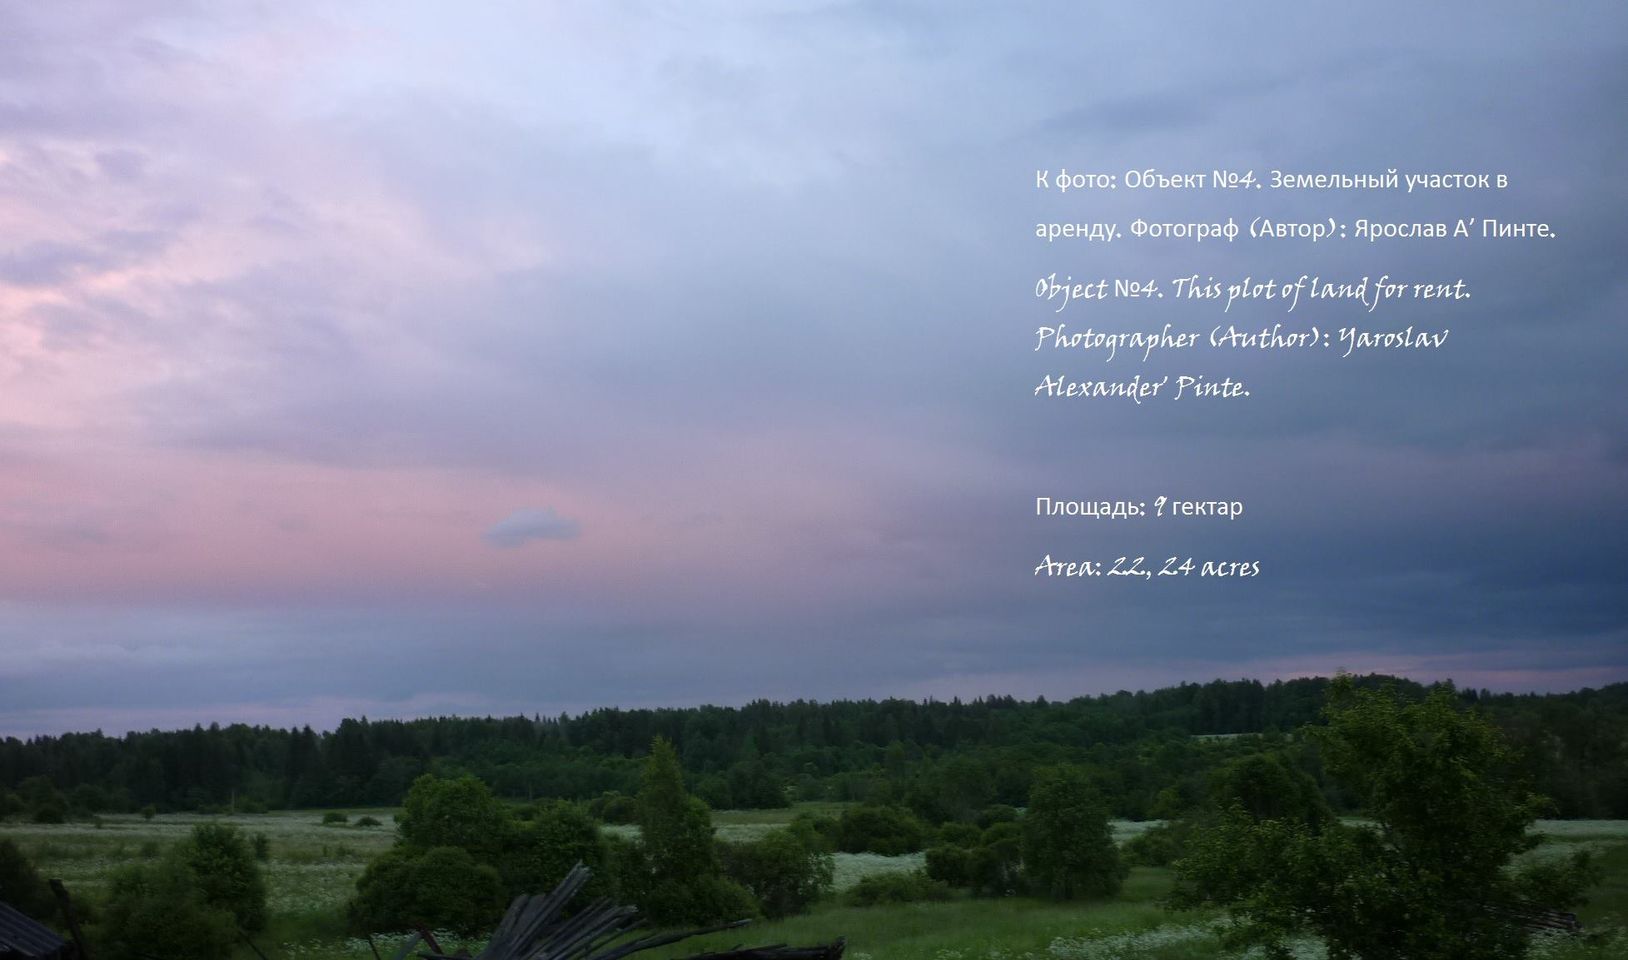 К фото: Объект №4. Земельный участок в
аренду. Фотограф (Автор): Ярослав А’ Пинте.
Object №4. This plot of land for rent.
Photographer (Author): Yaroslav
Alexander’ Pinte.
Площадь: 9 гектар
Area: 22, 24 acres